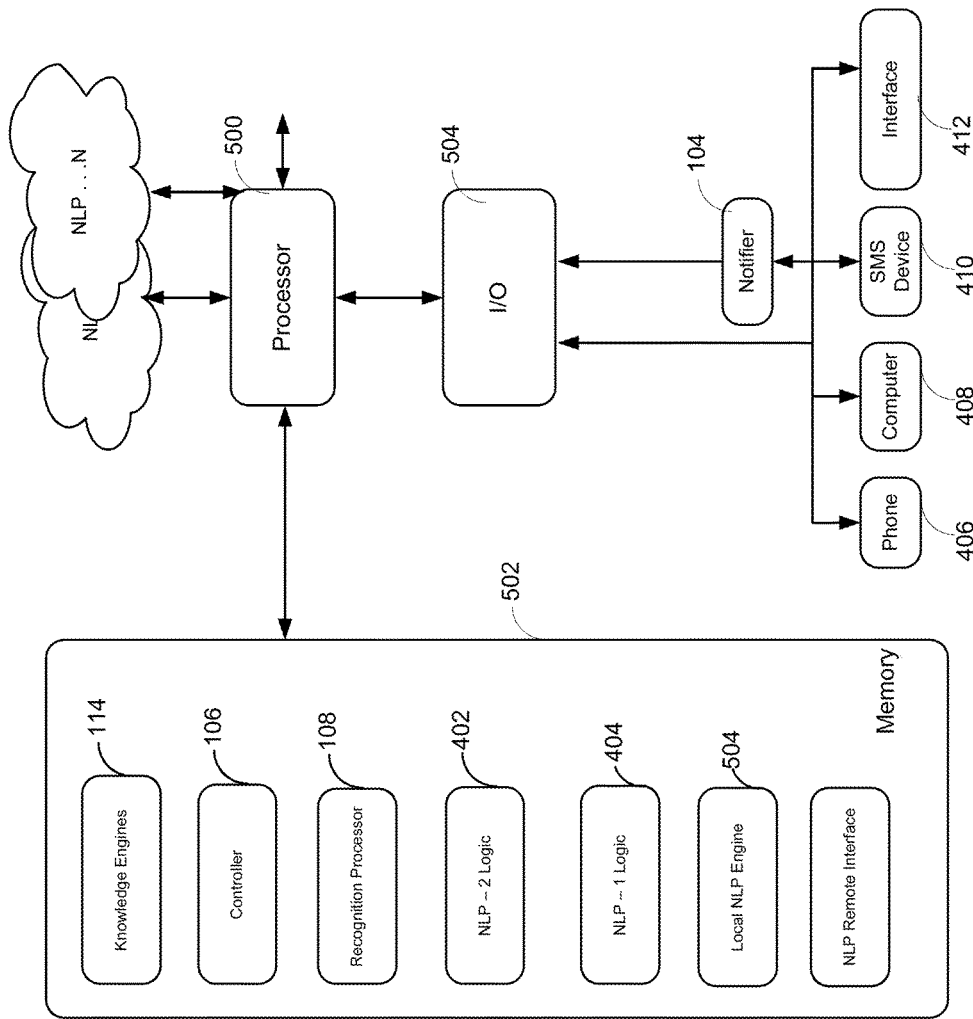 Knowledge Engines
114
Controller
106
Recognition Processor
108
NLP – 2 Logic
402
NLP – 1 Logic
404
Local NLP Engine
504
NLP Remote Interface
Memory
502
NL
NLP . . .N
Processor
500
I/O
504
Notifier
104
Phone
406
Computer
408
SMS
Device
410
Interface
412